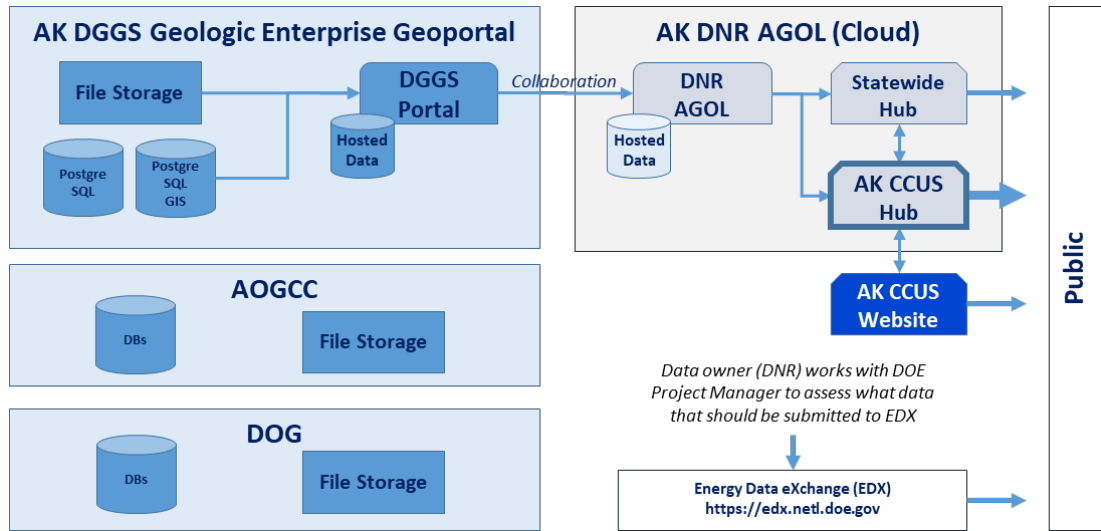 AK DGGS Geologic Enterprise Geoportal
File Storage
DGGS
Portal
Hosted
Data
Postgre
SQL
Postgre
SQL
GIS
Collaboration
AK DNR AGOL (Cloud)
DNR
AGOL
Hosted
Data
Statewide
Hub
AK CCUS
Hub
AK CCUS
Website
Public
AOGCC
DBs
File Storage
DOG
DBs
File Storage
Data owner (DNR) works with DOE
Project Manager to assess what data
that should be submitted to EDX
Energy Data eXchange (EDX)
https://edx.netl.doe.gov